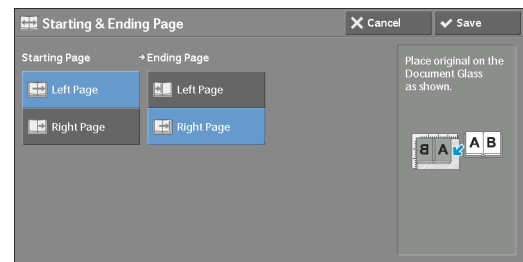 Starting & Ending Page
Cancel
Save
Starting Page
Ending Page
Left Page
Left Page
Right Page
Right Page
Place original on the
Document Glass
as shown.
B A
A B